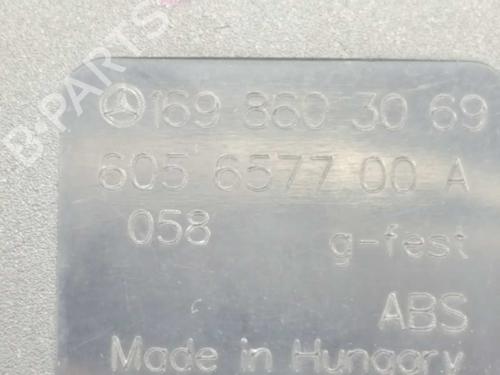 169 860 30 69
605 6577 00 A
058 g-fest
ABS
Made in Hungary
B-PARTS